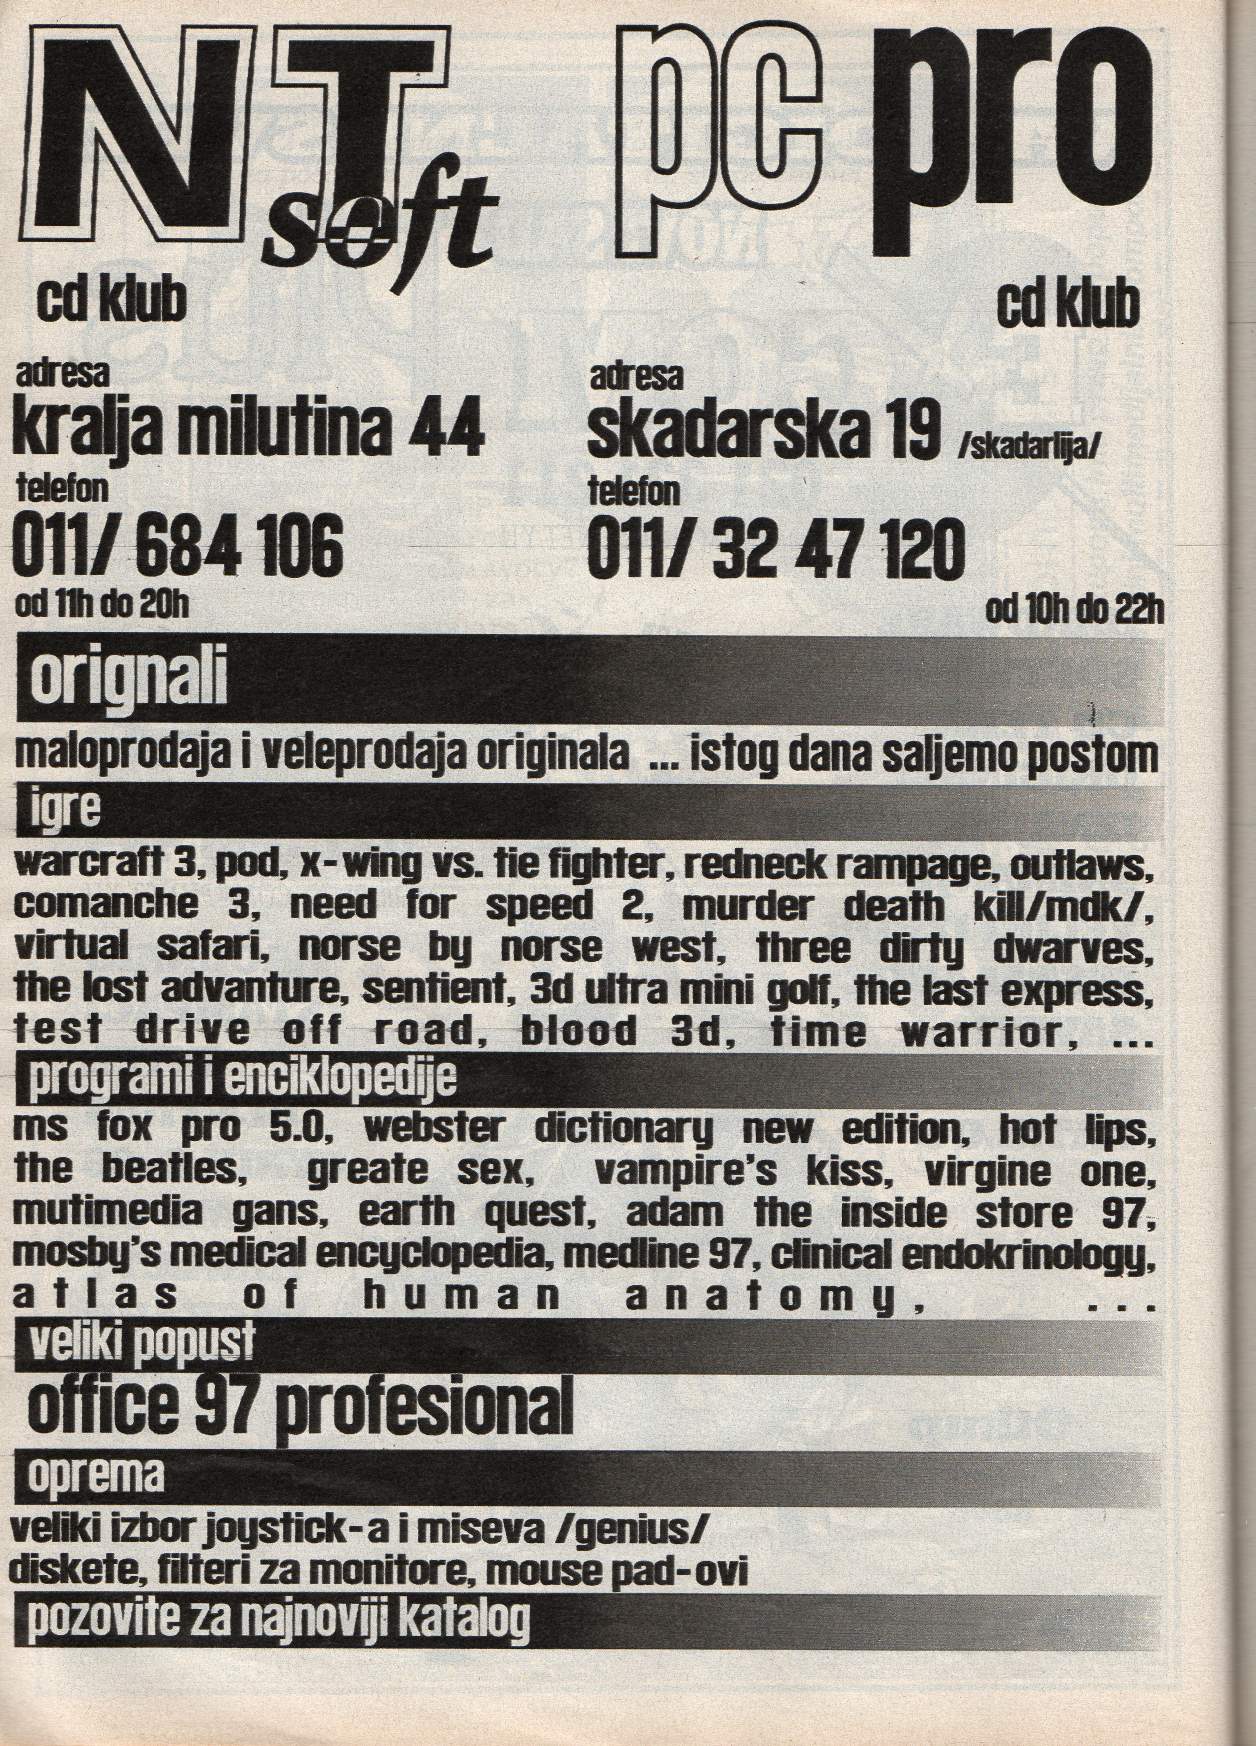 NT soft
cd klub
adresa
kralja milutina 44
telefon
011/ 684 106
od 11h do 20h
pc pro
cd klub
adresa
skadarska 19 /skadarlija/
telefon
011/ 32 47 120
od 10h do 22h
orignali
maloprodaja i veleprodaja originala ... istog dana saljemo postom
igre
warcraft 3, pod, x-wing vs. tie fighter, redneck rampage, outlaws,
comanche 3, need for speed 2, murder death kill/mdk/,
virtual safari, norse by norse west, three dirty dwarves,
the lost advanture, sentient, 3d ultra mini golf, the last express,
test drive off road, blood 3d, time warrior, ...
programi i enciklopedije
ms fox pro 5.0, webster dictionary new edition, hot lips,
the beatles, greate sex, vampire's kiss, virgine one,
mutimedia gans, earth quest, adam the inside store 97,
mosby's medical encyclopedia, medline 97, clinical endokrinology,
atlas of human anatomy, ...
veliki popust
office 97 profesional
oprema
veliki izbor joystick-a i miseva /genius/
diskete, filteri za monitore, mouse pad-ovi
pozovite za najnoviji katalog